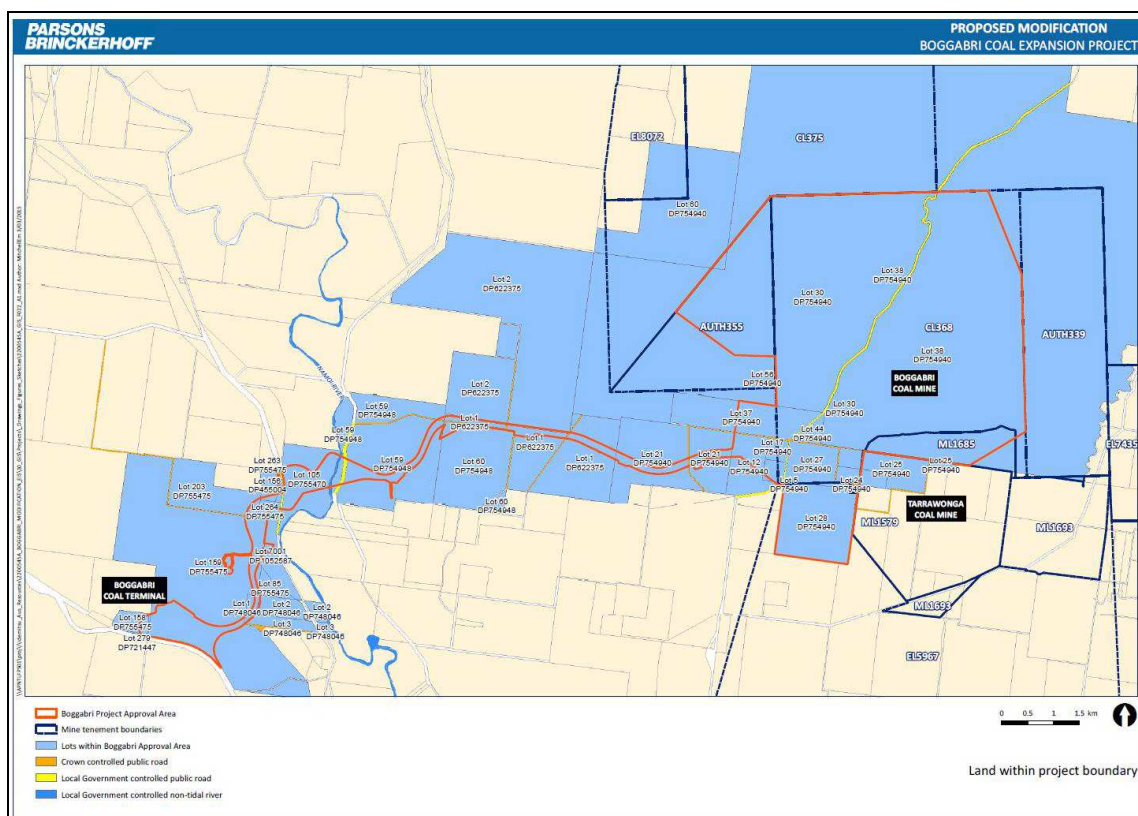 PARSONS
BRINCKERHOFF
PROPOSED MODIFICATION
BOGGABRI COAL EXPANSION PROJECT
EL8072
CL375
Lot 60
DP754940
Lot 2
DP622375
Lot 38
DP754940
Lot 30
DP754940
AUTH355
CL368
AUTH339
Lot 38
DP754940
BOGGABRI
COAL MINE
Lot 56
DP754940
EL7435
NAMOI RIVER
Lot 2
DP622375
Lot 59
DP754948
Lot 1
DP622375
Lot 37
DP754940
Lot 30
DP754940
Lot 59
DP754948
Lot 1
DP622375
Lot 17
DP754940
Lot 44
DP754940
ML1685
Lot 263
DP755475
Lot 105
DP755470
Lot 59
DP754948
Lot 60
DP754948
Lot 1
DP622375
Lot 21
DP754940
Lot 21
DP754940
Lot 12
DP754940
Lot 27
DP754940
Lot 25
DP754940
Lot 25
DP754940
Lot 203
DP755475
Lot 156
DP455004
Lot 5
DP754940
Lot 24
DP754940
Lot 264
DP755475
Lot 60
DP754948
TARRAWONGA
COAL MINE
ML1579
ML1693
Lot 28
DP754940
Lot 7001
DP1052587
Lot 159
DP755475
BOGGABRI
COAL TERMINAL
Lot 85
DP755475
Lot 1
DP748046
Lot 2
DP748046
Lot 2
DP748046
Lot 3
DP748046
Lot 3
DP748046
ML1693
Lot 158
DP755475
Lot 279
DP721447
EL5967
Boggabri Project Approval Area
Mine tenement boundaries
Lots within Boggabri Approval Area
Crown controlled public road
Local Government controlled public road
Local Government controlled non-tidal river
0 0.5 1 1.5 km
Land within project boundary